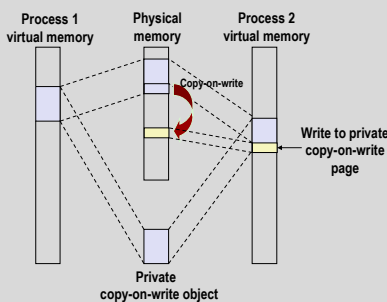 Process 1
virtual memory
Physical
memory
Process 2
virtual memory
Copy-on-write
Write to private
copy-on-write
page
Private
copy-on-write object